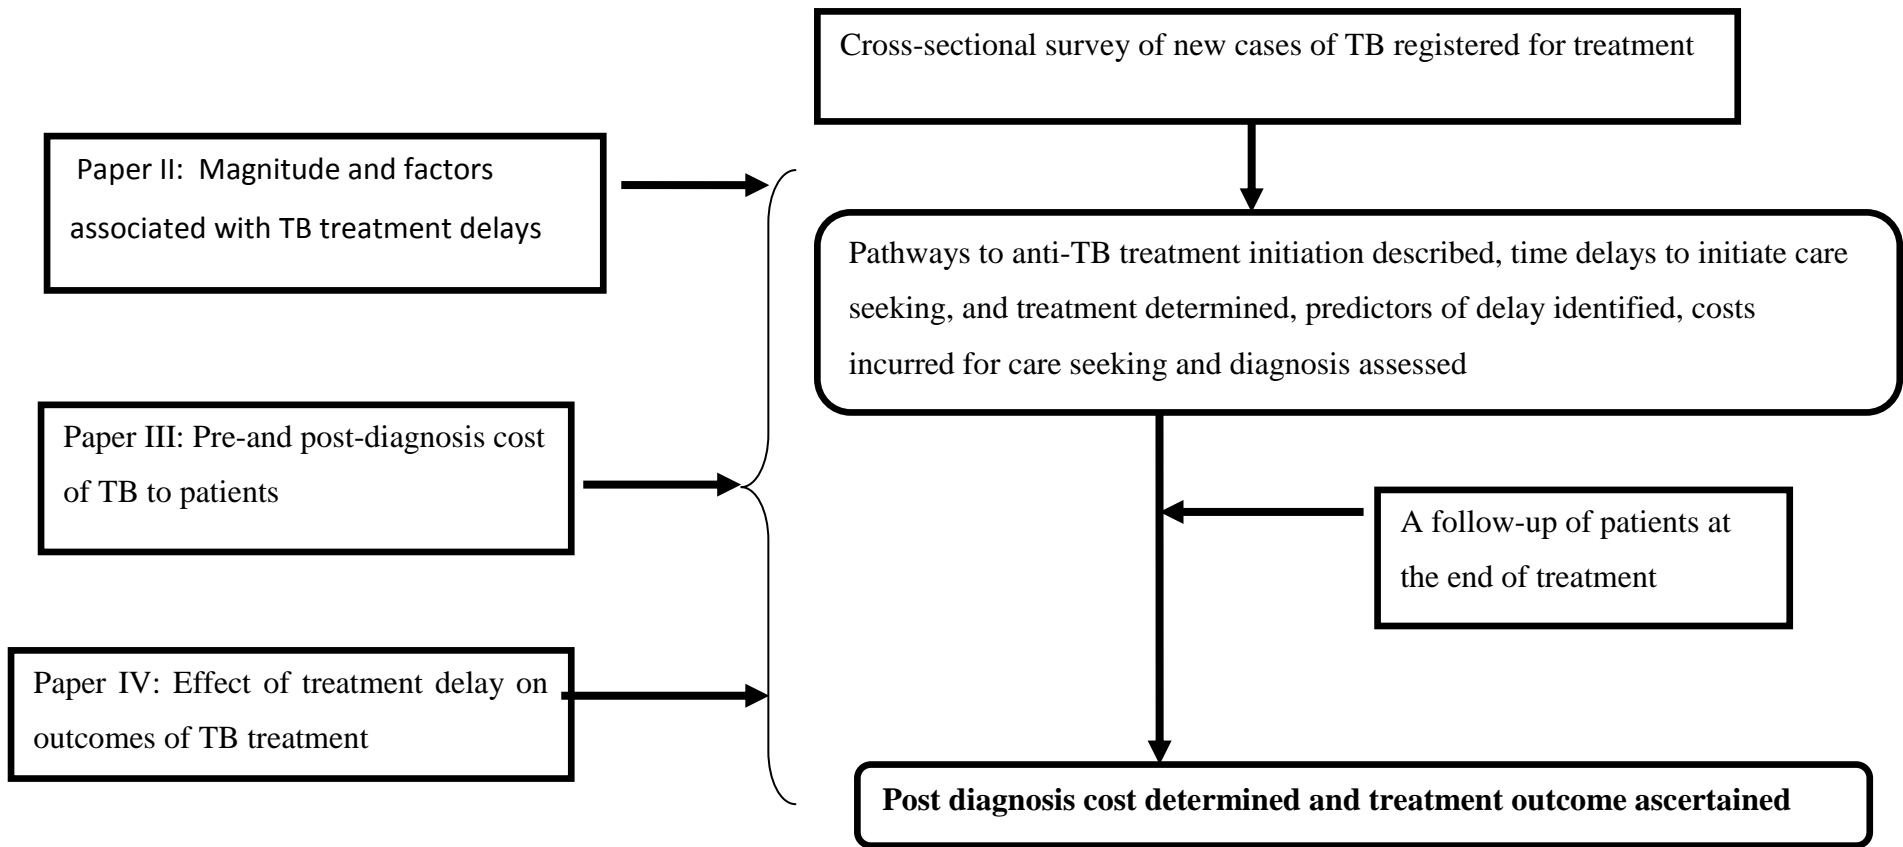 Cross-sectional survey of new cases of TB registered for treatment
Paper II: Magnitude and factors
associated with TB treatment delays
Pathways to anti-TB treatment initiation described, time delays to initiate care
seeking, and treatment determined, predictors of delay identified, costs
incurred for care seeking and diagnosis assessed
Paper III: Pre-and post-diagnosis cost
of TB to patients
A follow-up of patients at
the end of treatment
Paper IV: Effect of treatment delay on
outcomes of TB treatment
Post diagnosis cost determined and treatment outcome ascertained